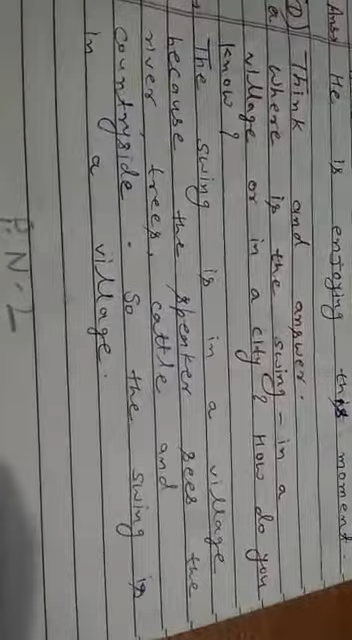 Ans: He is enjoying this moment.
D) Think and answer.
a where is the swing - in a
village or in a city? How do you
know?
The swing is in a village
because the speaker sees the
river trees, cattle and
countryside. So the swing is
in a village.
P.N.2